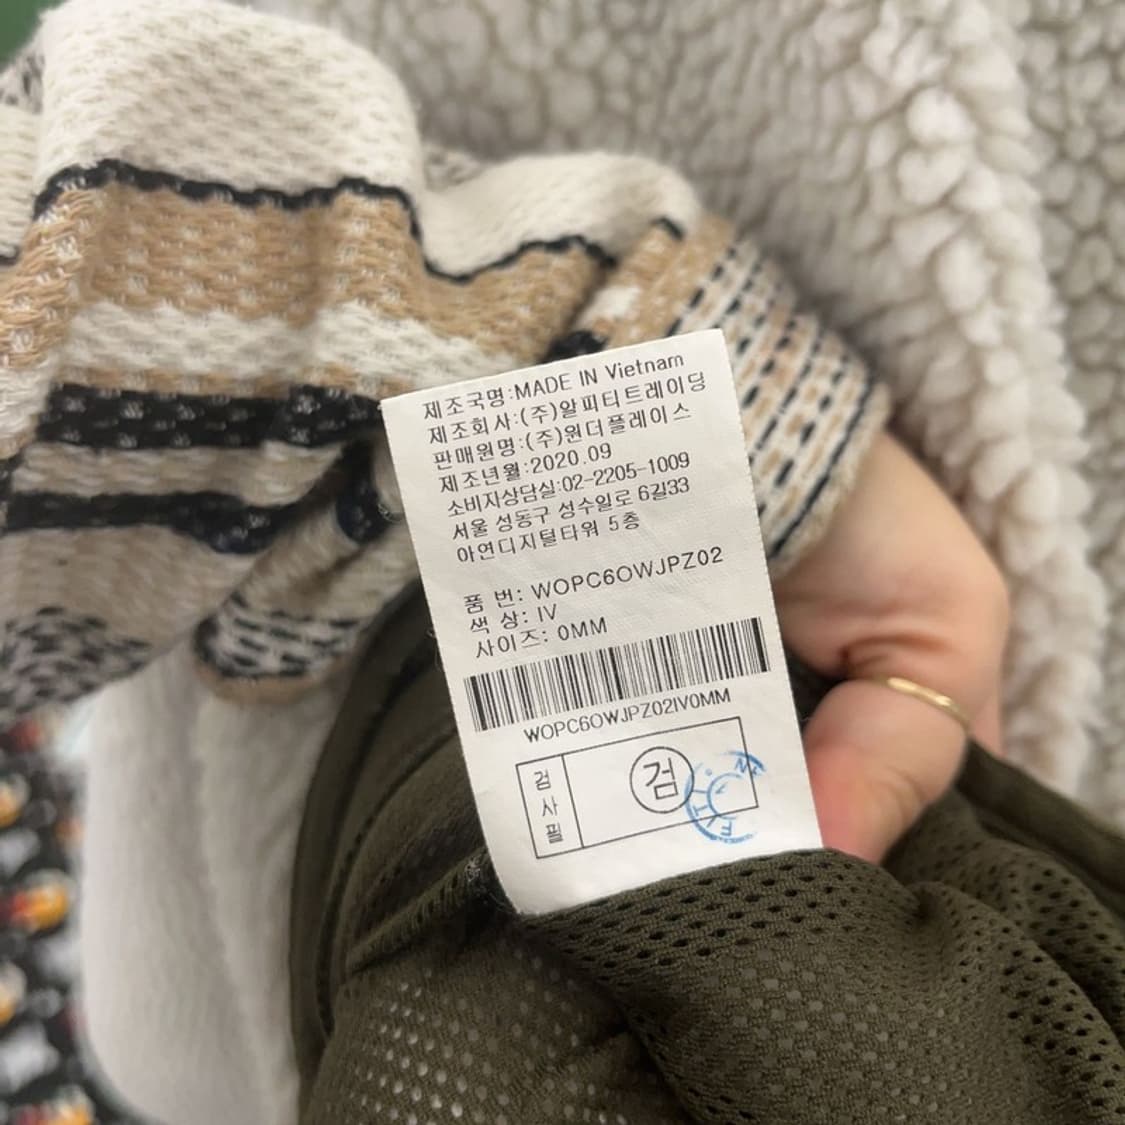 제조국명:MADE IN Vietnam
제조회사:(주)알피티트레이딩
판매원명:(주)원더플레이스
제조년월:2020.09
소비자상담실:02-2205-1009
서울 성동구 성수일로 6길33
아연디지털타워 5층
품 번: WOPC6OWJPZ02
색 상: IV
사이즈: 0MM
WOPC6OWJPZ02IV0MM
검사필
검